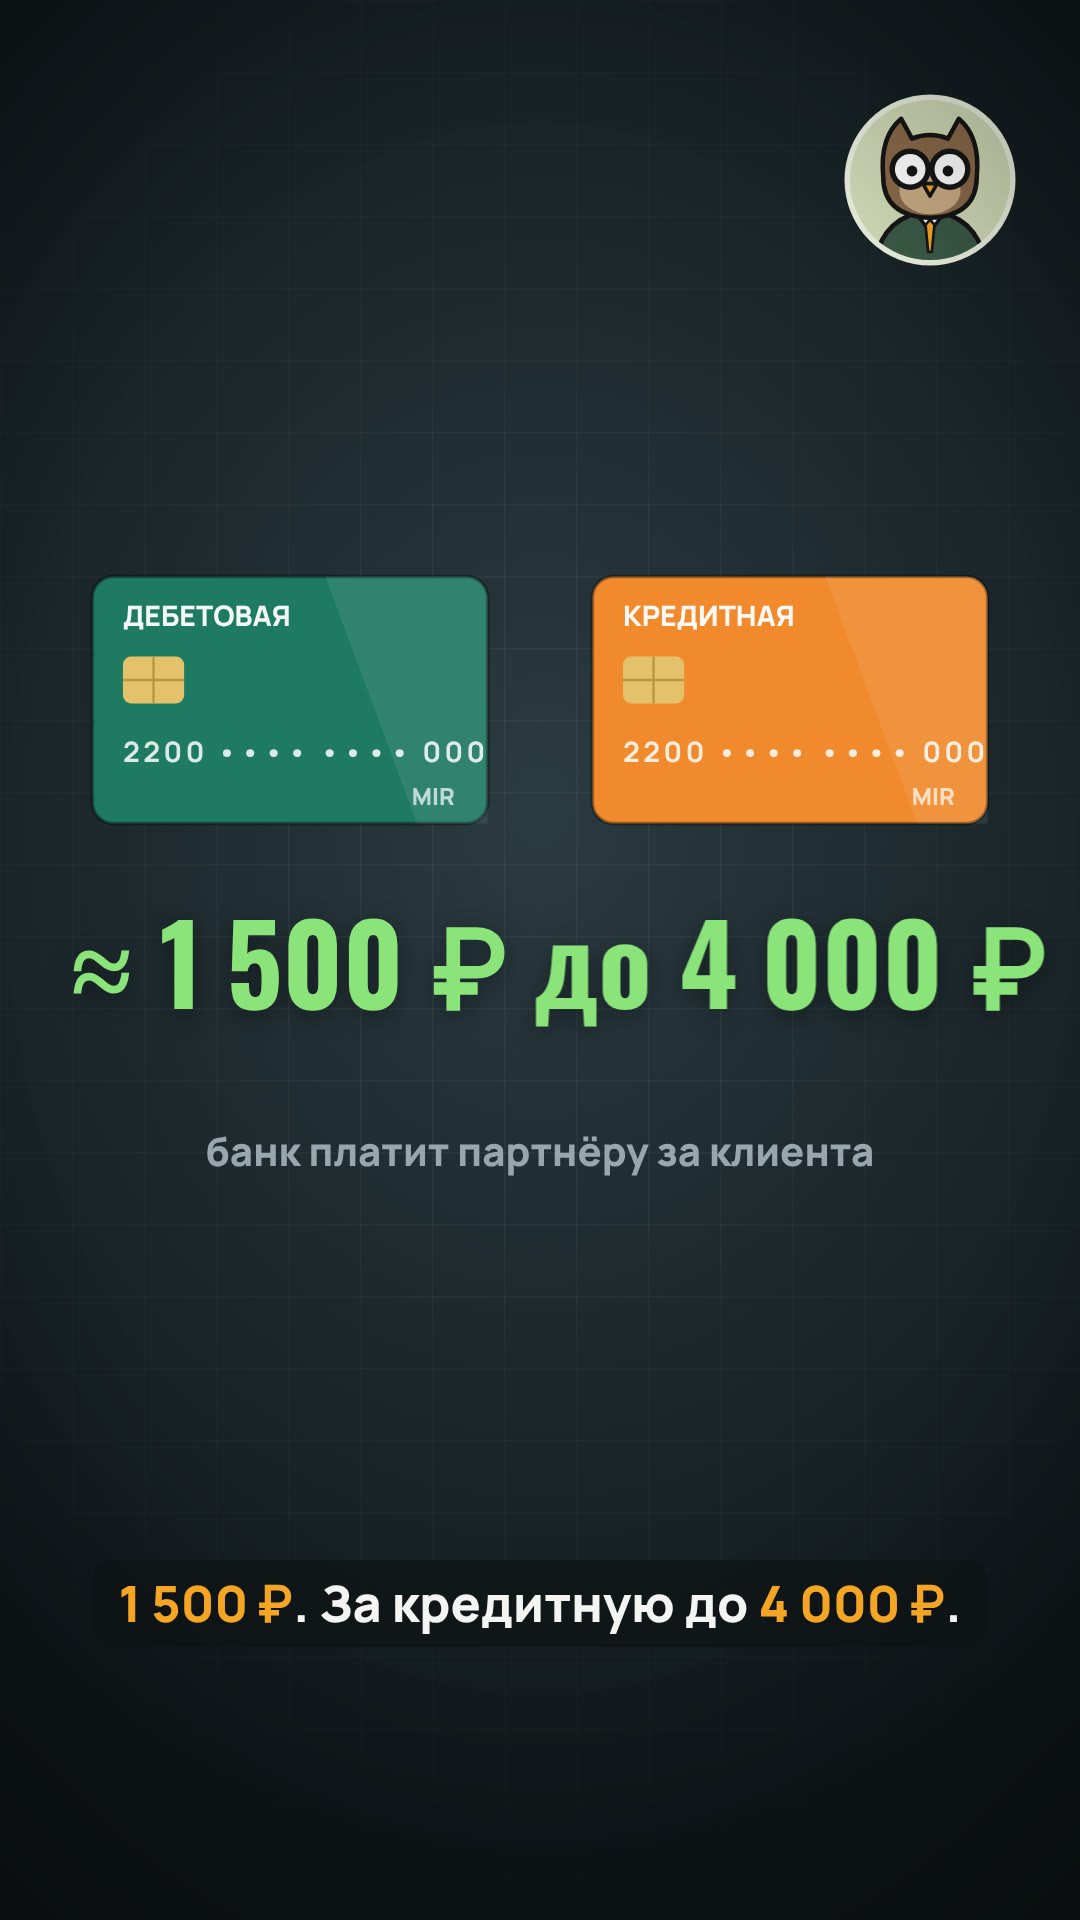 ДЕБЕТОВАЯ
2200 •••• •••• 000
MIR
КРЕДИТНАЯ
2200 •••• •••• 000
MIR
≈ 1 500 ₽ до 4 000 ₽
банк платит партнёру за клиента
1 500 ₽. За кредитную до 4 000 ₽.